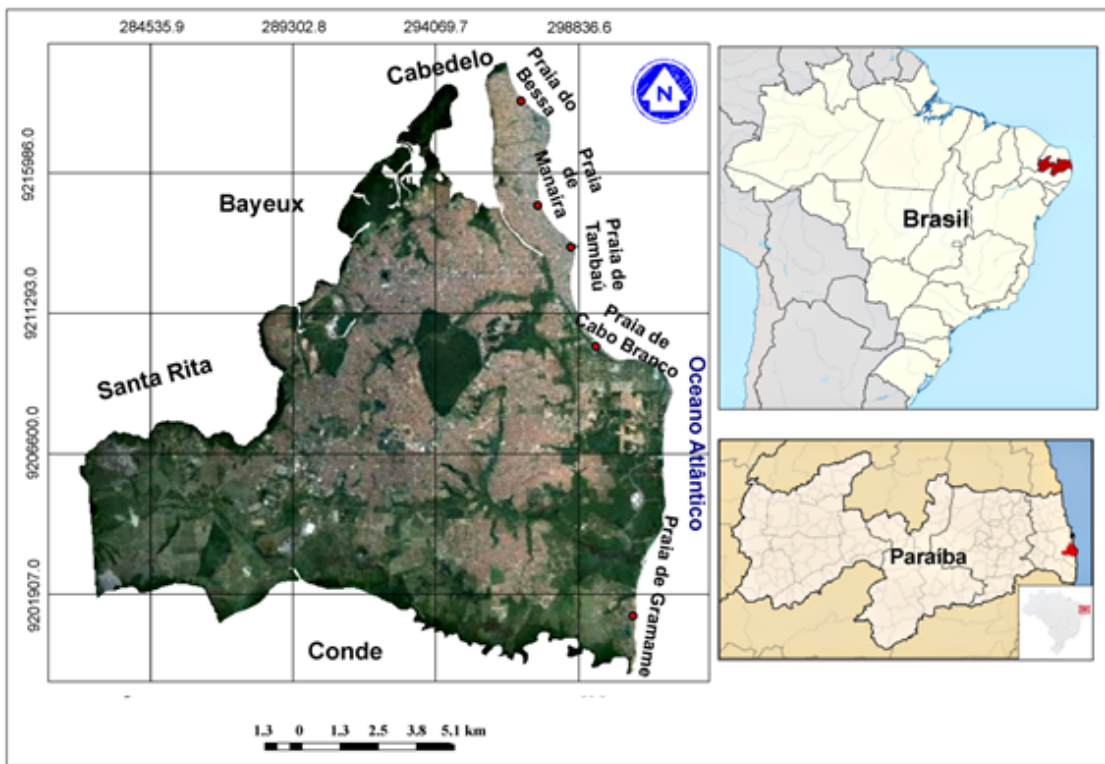 284535.9
289302.8
294069.7
298836.6
9215986.0
9211293.0
9206600.0
9201907.0
Cabedelo
Praia do
Bessa
N
Praia
de
Manaira
Bayeux
Praia de
Tambaú
Praia de
Cabo Branco
Santa Rita
Oceano Atlântico
Praia de Gramame
Conde
1.3 0 1.3 2.5 3.8 5.1 km
Brasil
Paraíba